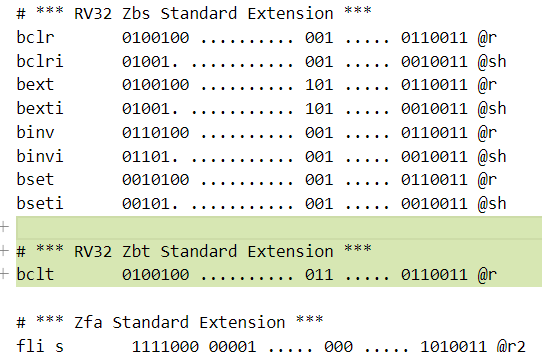 # *** RV32 Zbs Standard Extension ***
bclr 0100100 .......... 001 ..... 0110011 @r
bclri 01001. ........... 001 ..... 0010011 @sh
bext 0100100 .......... 101 ..... 0110011 @r
bexti 01001. ........... 101 ..... 0010011 @sh
binv 0110100 .......... 001 ..... 0110011 @r
binvi 01101. ........... 001 ..... 0010011 @sh
bset 0010100 .......... 001 ..... 0110011 @r
bseti 00101. ........... 001 ..... 0010011 @sh
+
+ # *** RV32 Zbt Standard Extension ***
+ bclt 0100100 .......... 011 ..... 0110011 @r
# *** Zfa Standard Extension ***
fli_s 1111000 00001 ..... 000 ..... 1010011 @r2